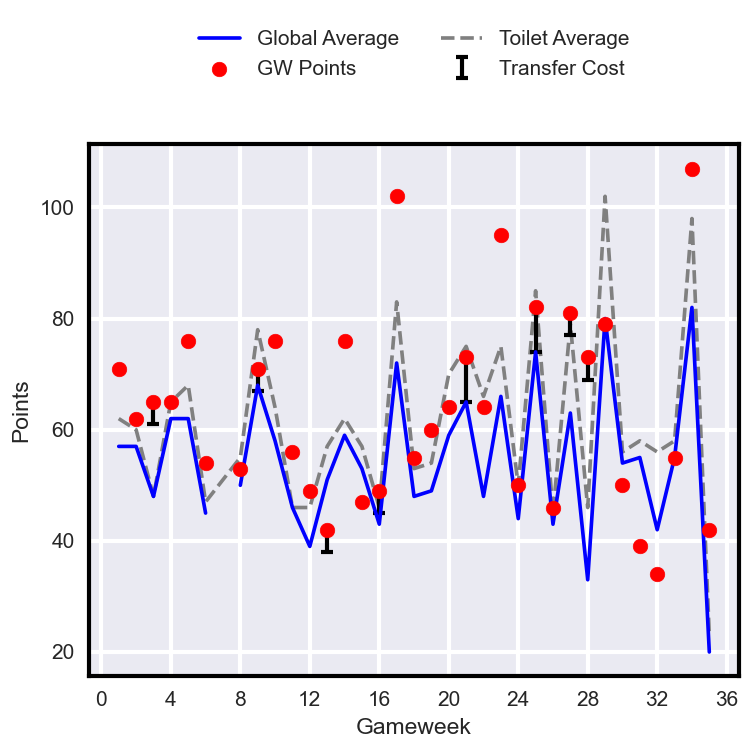 Global Average
Toilet Average
GW Points
Transfer Cost
100
80
60
40
20
Points
0 4 8 12 16 20 24 28 32 36
Gameweek